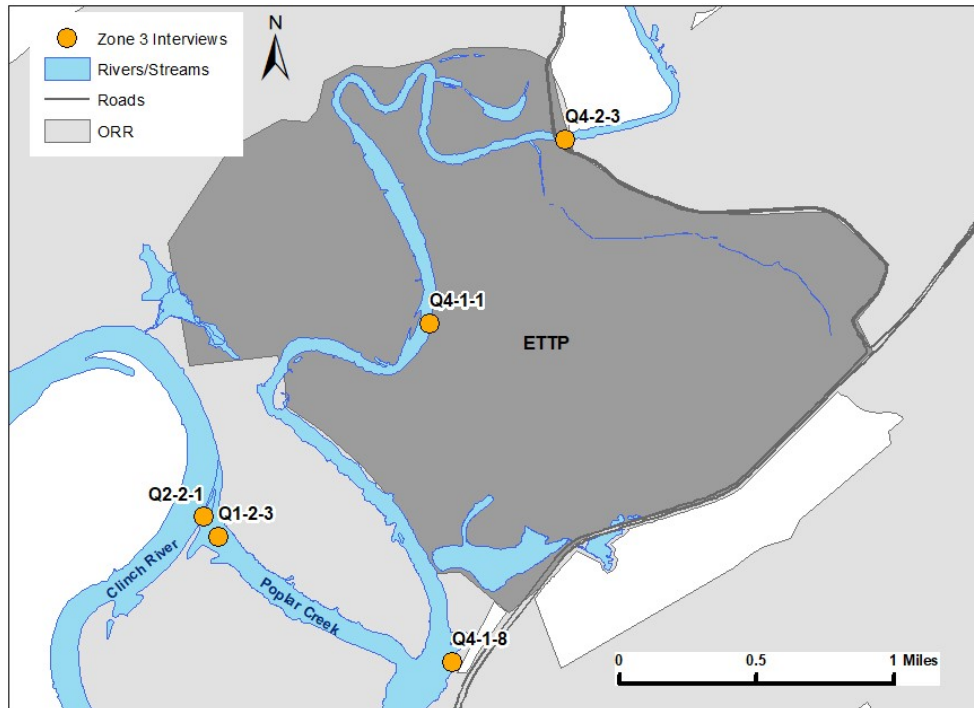 Zone 3 Interviews
Rivers/Streams
Roads
ORR
N
Q4-2-3
Q4-1-1
ETTP
Q2-2-1
Q1-2-3
Clinch River
Poplar Creek
Q4-1-8
0 0.5 1 Miles